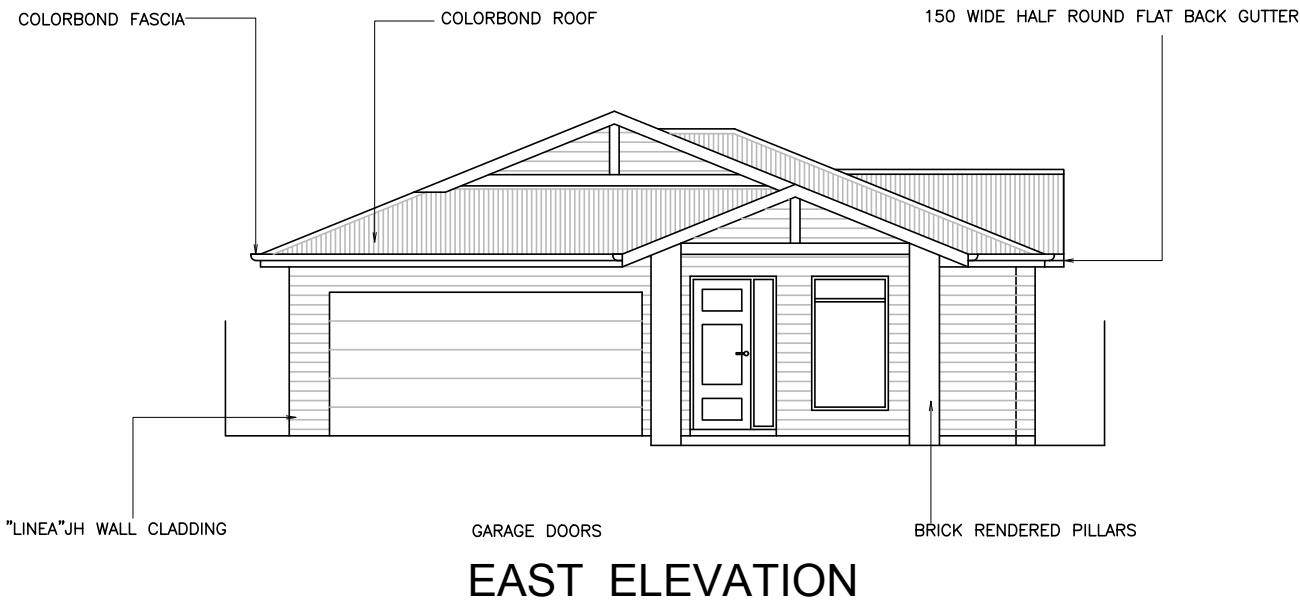 COLORBOND FASCIA
COLORBOND ROOF
150 WIDE HALF ROUND FLAT BACK GUTTER
"LINEA"JH WALL CLADDING
GARAGE DOORS
BRICK RENDERED PILLARS
EAST ELEVATION